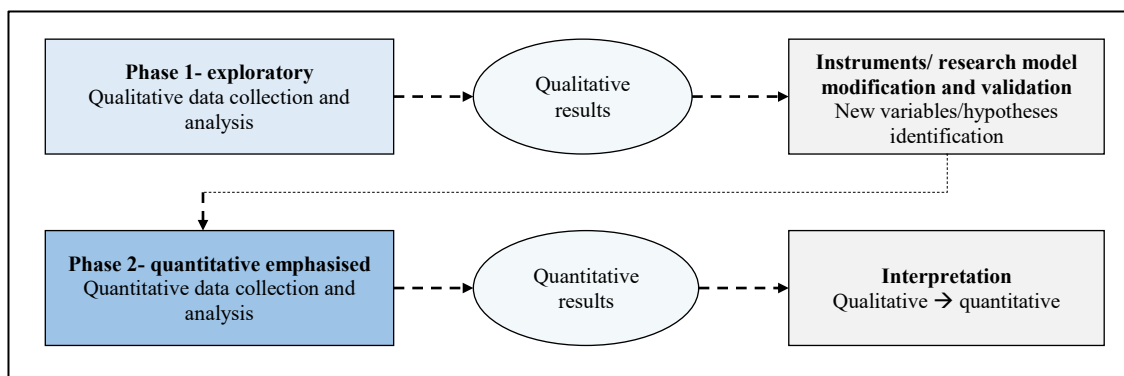 Phase 1- exploratory
Qualitative data collection and
analysis
Qualitative
results
Instruments/ research model
modification and validation
New variables/hypotheses
identification
Phase 2- quantitative emphasised
Quantitative data collection and
analysis
Quantitative
results
Interpretation
Qualitative → quantitative